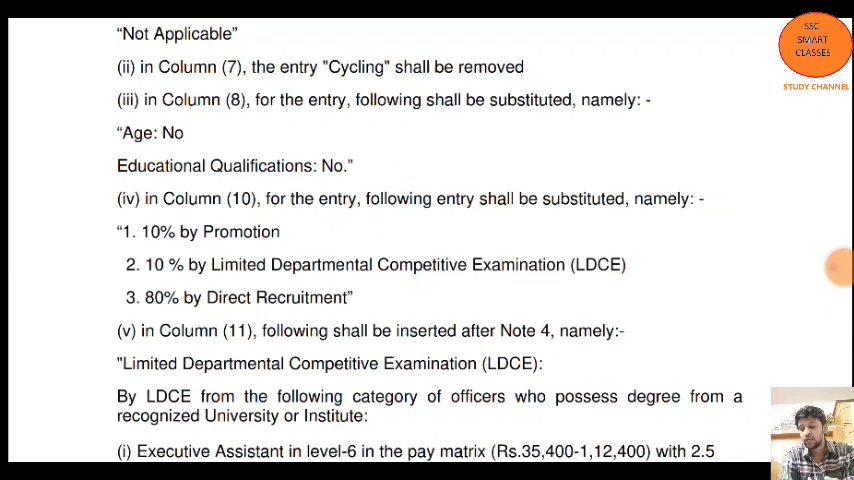 “Not Applicable”
(ii) in Column (7), the entry "Cycling" shall be removed
(iii) in Column (8), for the entry, following shall be substituted, namely: -
“Age: No
Educational Qualifications: No.”
(iv) in Column (10), for the entry, following entry shall be substituted, namely: -
“1. 10% by Promotion
2. 10 % by Limited Departmental Competitive Examination (LDCE)
3. 80% by Direct Recruitment”
(v) in Column (11), following shall be inserted after Note 4, namely:-
"Limited Departmental Competitive Examination (LDCE):
By LDCE from the following category of officers who possess degree from a
recognized University or Institute:
(i) Executive Assistant in level-6 in the pay matrix (Rs.35,400-1,12,400) with 2.5
SSC
SMART
CLASSES
STUDY CHANNEL